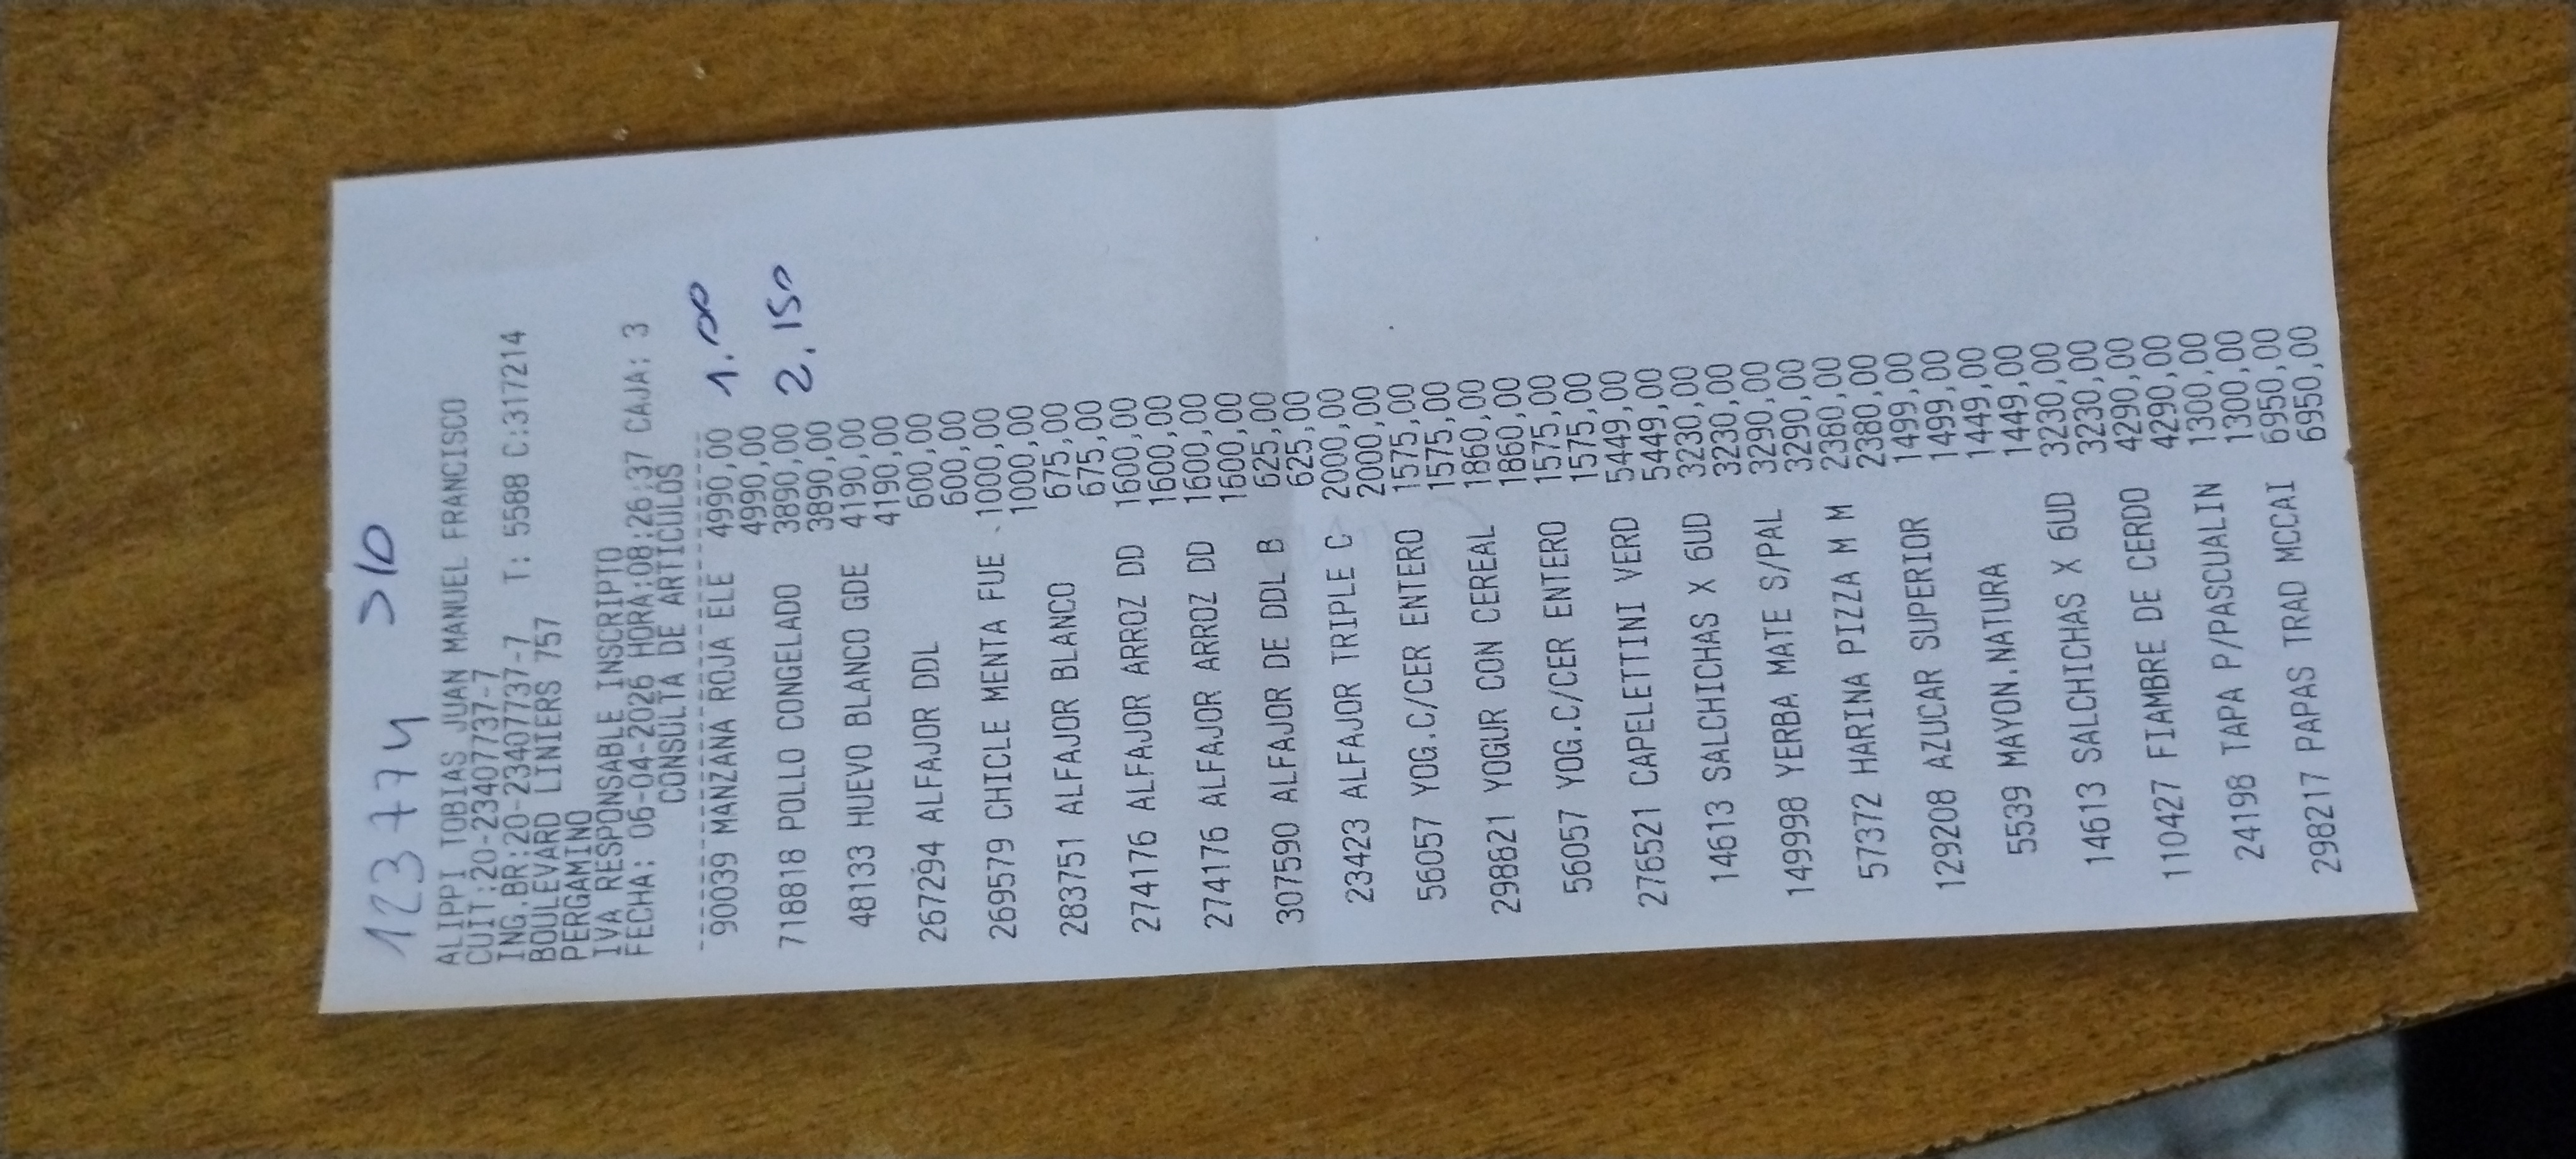 123774 310
ALIPPI TOBIAS JUAN MANUEL FRANCISCO
CUIT:20-23407737-7
ING.BR:20-23407737-7 T: 5588 C:317214
BOULEVARD LINIERS 757
PERGAMINO
IVA RESPONSABLE INSCRIPTO
FECHA: 06-04-2026 HORA:08:26:37 CAJA: 3
CONSULTA DE ARTICULOS
90039 MANZANA ROJA ELE 4990,00 1.00
4990,00
718818 POLLO CONGELADO 3890,00 2.150
3890,00
48133 HUEVO BLANCO GDE 4190,00
4190,00
267294 ALFAJOR DDL 600,00
600,00
269579 CHICLE MENTA FUE 1000,00
1000,00
283751 ALFAJOR BLANCO 675,00
675,00
274176 ALFAJOR ARROZ DD 1600,00
1600,00
274176 ALFAJOR ARROZ DD 1600,00
1600,00
307590 ALFAJOR DE DDL B 625,00
625,00
23423 ALFAJOR TRIPLE C 2000,00
2000,00
56057 YOG.C/CER ENTERO 1575,00
1575,00
298821 YOGUR CON CEREAL 1860,00
1860,00
56057 YOG.C/CER ENTERO 1575,00
1575,00
276521 CAPELETTINI VERD 5449,00
5449,00
14613 SALCHICHAS X 6UD 3230,00
3230,00
149998 YERBA MATE S/PAL 3290,00
3290,00
57372 HARINA PIZZA M M 2380,00
2380,00
129208 AZUCAR SUPERIOR 1499,00
1499,00
5539 MAYON.NATURA 1449,00
1449,00
14613 SALCHICHAS X 6UD 3230,00
3230,00
110427 FIAMBRE DE CERDO 4290,00
4290,00
24198 TAPA P/PASCUALIN 1300,00
1300,00
298217 PAPAS TRAD MCCAI 6950,00
6950,00